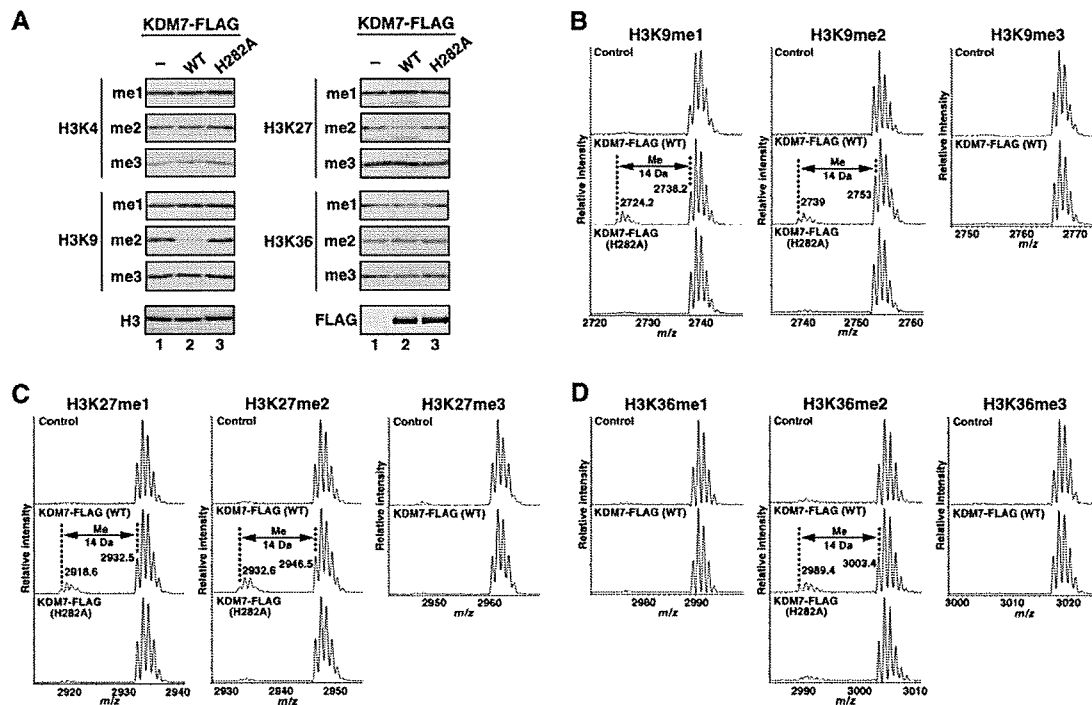 A
KDM7-FLAG
– WT H282A
H3K4
me1
me2
me3
H3K9
me1
me2
me3
H3
1 2 3
KDM7-FLAG
– WT H282A
H3K27
me1
me2
me3
H3K36
me1
me2
me3
FLAG
1 2 3
B
Relative intensity
H3K9me1
Control
KDM7-FLAG (WT)
Me
14 Da
2738.2
2724.2
KDM7-FLAG
(H282A)
2720 2730 2740
m/z
Relative intensity
H3K9me2
Control
KDM7-FLAG (WT)
Me
14 Da
2753
2739
KDM7-FLAG
(H282A)
2740 2750 2760
m/z
Relative intensity
H3K9me3
Control
KDM7-FLAG (WT)
2750 2760 2770
m/z
C
Relative intensity
H3K27me1
Control
KDM7-FLAG (WT)
Me
14 Da
2932.5
2918.6
KDM7-FLAG
(H282A)
2920 2930 2940
m/z
Relative intensity
H3K27me2
Control
KDM7-FLAG (WT)
Me
14 Da
2946.5
2932.6
KDM7-FLAG
(H282A)
2930 2840 2850
m/z
Relative intensity
H3K27me3
Control
KDM7-FLAG (WT)
2950 2960
m/z
D
Relative intensity
H3K36me1
Control
KDM7-FLAG (WT)
2980 2990
m/z
Relative intensity
H3K36me2
Control
KDM7-FLAG (WT)
Me
14 Da
3003.4
2989.4
KDM7-FLAG
(H282A)
2990 3000 3010
m/z
Relative intensity
H3K36me3
Control
KDM7-FLAG (WT)
3000 3010 3020
m/z